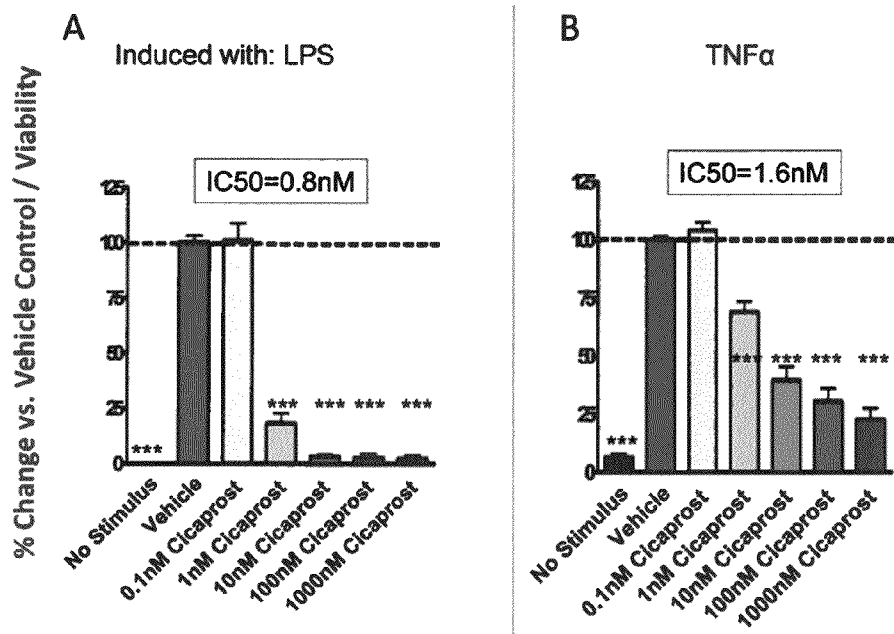 A
Induced with: LPS
% Change vs. Vehicle Control / Viability
IC50=0.8nM
125
100
75
50
25
0
***
***
***
***
***
No Stimulus
Vehicle
0.1nM Cicaprost
1nM Cicaprost
10nM Cicaprost
100nM Cicaprost
1000nM Cicaprost
B
TNFα
IC50=1.6nM
125
100
75
50
25
0
***
***
***
***
***
No Stimulus
Vehicle
0.1nM Cicaprost
1nM Cicaprost
10nM Cicaprost
100nM Cicaprost
1000nM Cicaprost